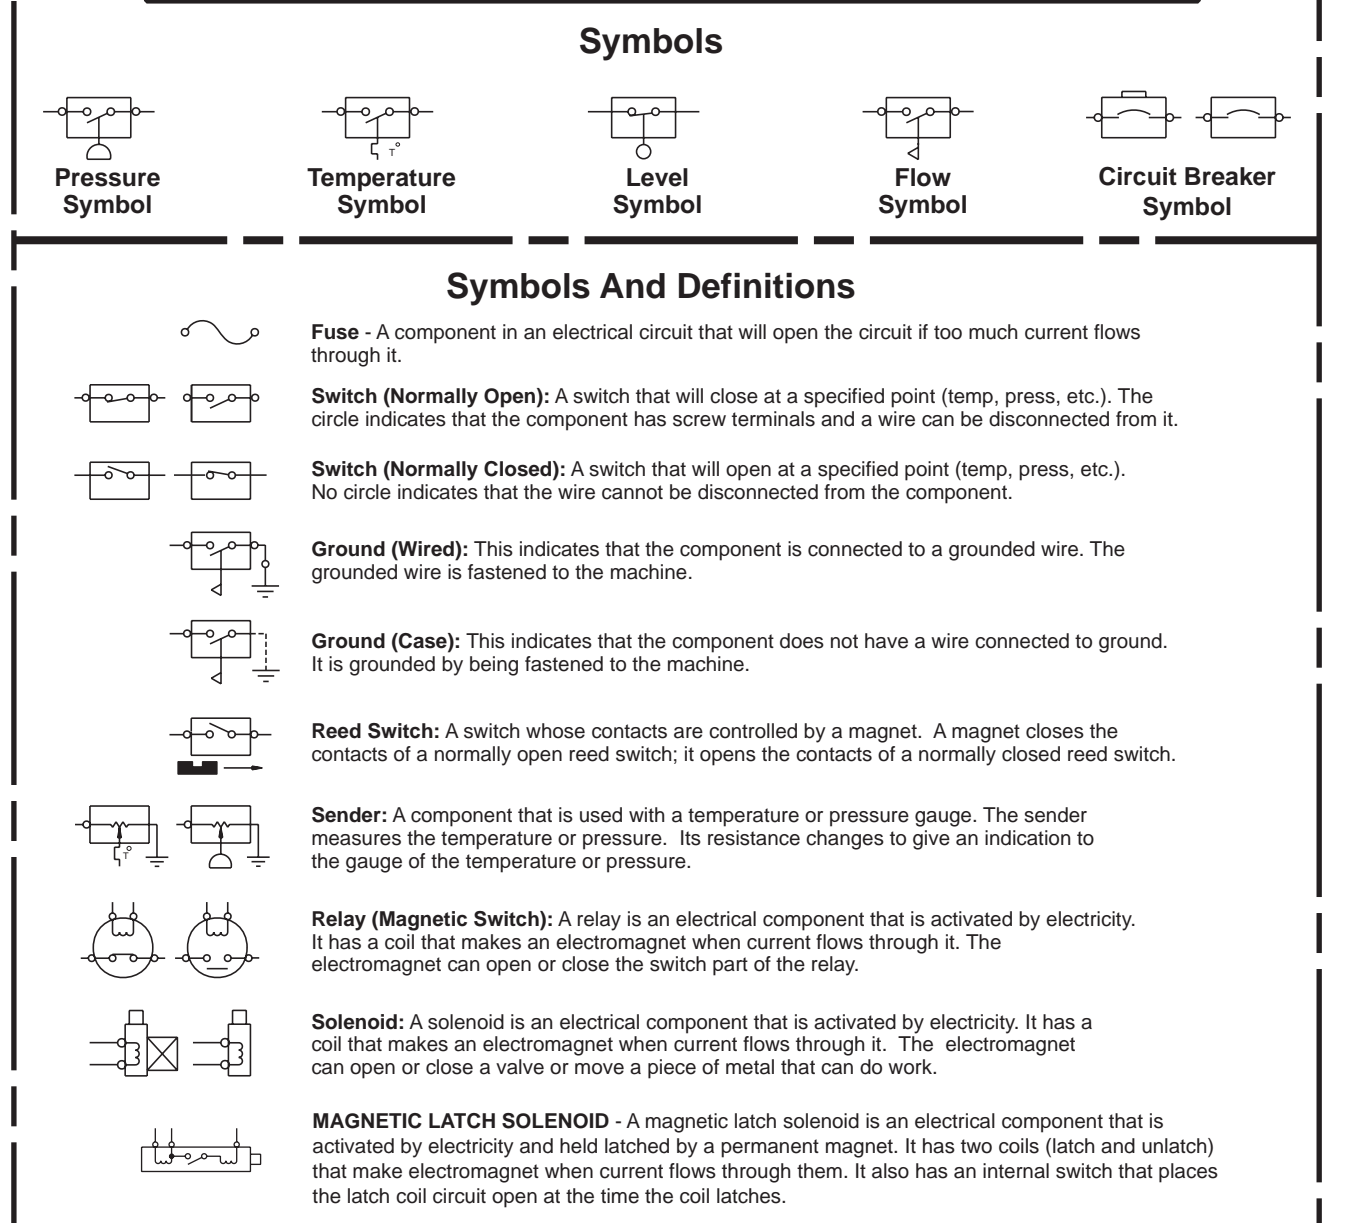 Symbols
Pressure
Symbol
T°
Temperature
Symbol
Level
Symbol
Flow
Symbol
Circuit Breaker
Symbol
Symbols And Definitions
Fuse - A component in an electrical circuit that will open the circuit if too much current flows
through it.
Switch (Normally Open): A switch that will close at a specified point (temp, press, etc.). The
circle indicates that the component has screw terminals and a wire can be disconnected from it.
Switch (Normally Closed): A switch that will open at a specified point (temp, press, etc.).
No circle indicates that the wire cannot be disconnected from the component.
Ground (Wired): This indicates that the component is connected to a grounded wire. The
grounded wire is fastened to the machine.
Ground (Case): This indicates that the component does not have a wire connected to ground.
It is grounded by being fastened to the machine.
Reed Switch: A switch whose contacts are controlled by a magnet. A magnet closes the
contacts of a normally open reed switch; it opens the contacts of a normally closed reed switch.
T°
Sender: A component that is used with a temperature or pressure gauge. The sender
measures the temperature or pressure. Its resistance changes to give an indication to
the gauge of the temperature or pressure.
Relay (Magnetic Switch): A relay is an electrical component that is activated by electricity.
It has a coil that makes an electromagnet when current flows through it. The
electromagnet can open or close the switch part of the relay.
Solenoid: A solenoid is an electrical component that is activated by electricity. It has a
coil that makes an electromagnet when current flows through it. The electromagnet
can open or close a valve or move a piece of metal that can do work.
MAGNETIC LATCH SOLENOID - A magnetic latch solenoid is an electrical component that is
activated by electricity and held latched by a permanent magnet. It has two coils (latch and unlatch)
that make electromagnet when current flows through them. It also has an internal switch that places
the latch coil circuit open at the time the coil latches.